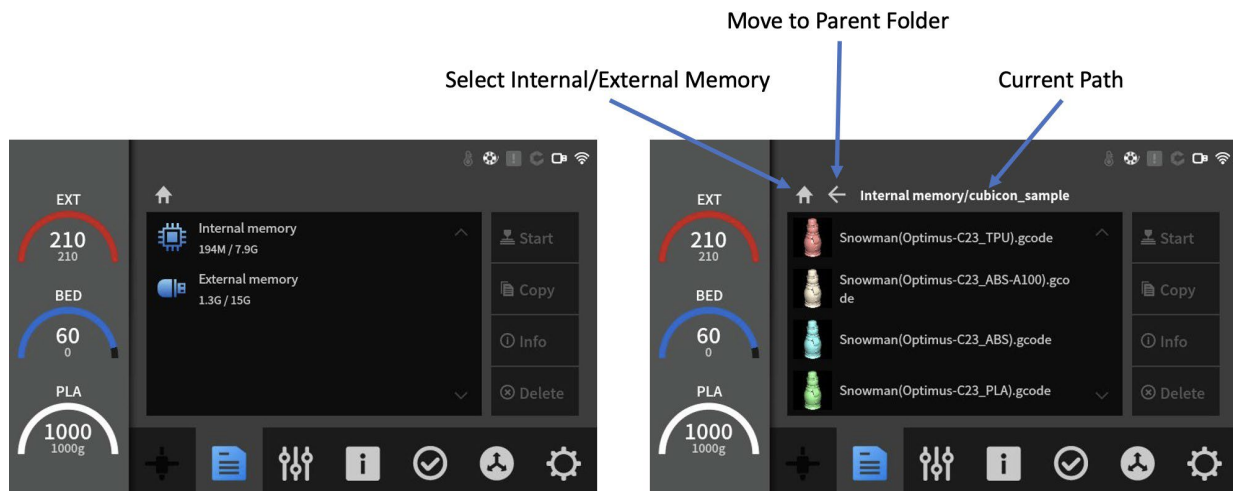 Move to Parent Folder
Select Internal/External Memory
Current Path
EXT
210
210
BED
60
0
PLA
1000
1000g
Internal memory
194M / 7.9G
External memory
1.3G / 15G
Start
Copy
Info
Delete
EXT
210
210
BED
60
0
PLA
1000
1000g
Internal memory/cubicon_sample
Snowman(Optimus-C23_TPU).gcode
Snowman(Optimus-C23_ABS-A100).gco
de
Snowman(Optimus-C23_ABS).gcode
Snowman(Optimus-C23_PLA).gcode
Start
Copy
Info
Delete